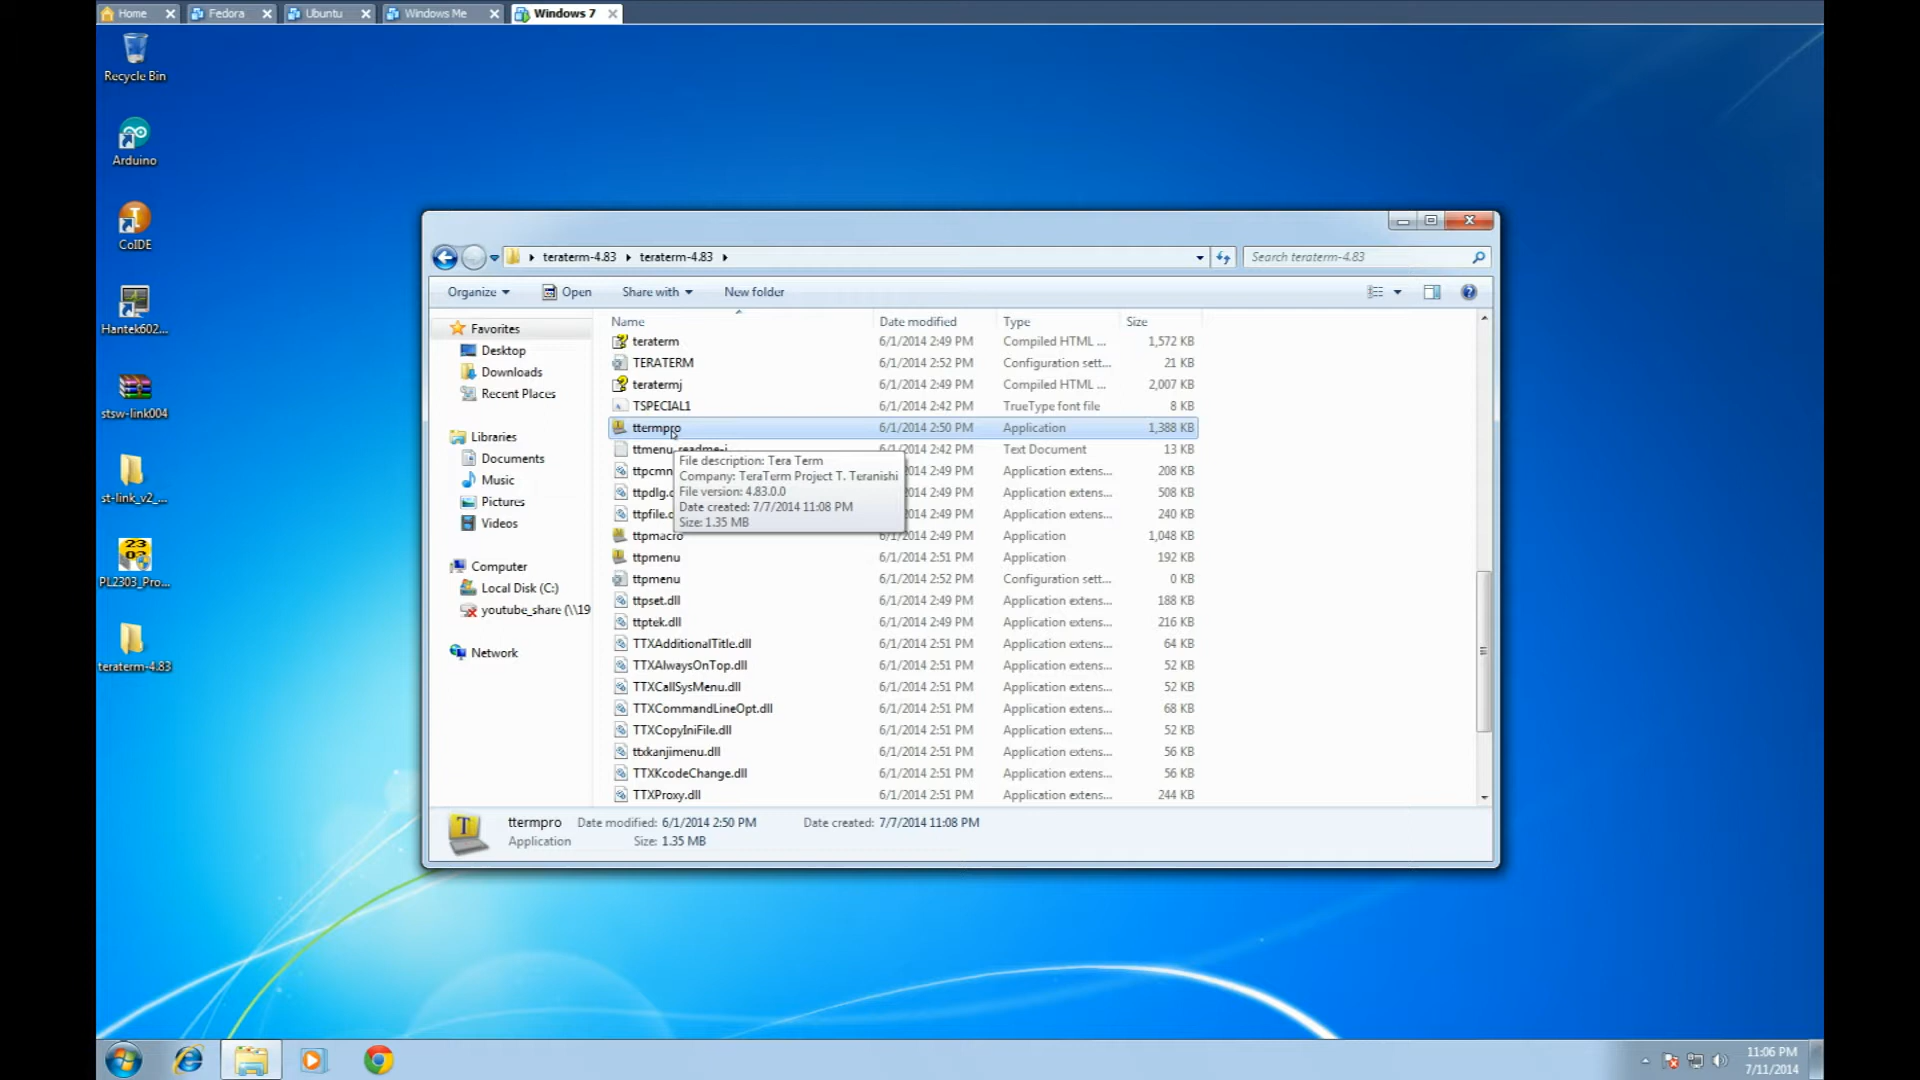 Home
Fedora
Ubuntu
Windows Me
Windows 7
Recycle Bin
Arduino
CoIDE
Hantek602...
stsw-link004
st-link_v2_...
PL2303_Pro...
teraterm-4.83
teraterm-4.83 teraterm-4.83
Search teraterm-4.83
Organize Open Share with New folder
Favorites
Desktop
Downloads
Recent Places
Libraries
Documents
Music
Pictures
Videos
Computer
Local Disk (C:)
youtube_share (\\19
Network
Name Date modified Type Size
teraterm 6/1/2014 2:49 PM Compiled HTML ... 1,572 KB
TERATERM 6/1/2014 2:52 PM Configuration sett... 21 KB
teratermj 6/1/2014 2:49 PM Compiled HTML ... 2,007 KB
TSPECIAL1 6/1/2014 2:42 PM TrueType font file 8 KB
ttermpro 6/1/2014 2:50 PM Application 1,388 KB
ttmenu_readme-j 6/1/2014 2:42 PM Text Document 13 KB
ttpcmn 6/1/2014 2:49 PM Application extens... 208 KB
ttpdlg. 6/1/2014 2:49 PM Application extens... 508 KB
ttpfile. 6/1/2014 2:49 PM Application extens... 240 KB
ttpmacro 6/1/2014 2:49 PM Application 1,048 KB
ttpmenu 6/1/2014 2:51 PM Application 192 KB
ttpmenu 6/1/2014 2:52 PM Configuration sett... 0 KB
ttpset.dll 6/1/2014 2:49 PM Application extens... 188 KB
ttptek.dll 6/1/2014 2:49 PM Application extens... 216 KB
TTXAdditionalTitle.dll 6/1/2014 2:51 PM Application extens... 64 KB
TTXAlwaysOnTop.dll 6/1/2014 2:51 PM Application extens... 52 KB
TTXCallSysMenu.dll 6/1/2014 2:51 PM Application extens... 52 KB
TTXCommandLineOpt.dll 6/1/2014 2:51 PM Application extens... 68 KB
TTXCopyIniFile.dll 6/1/2014 2:51 PM Application extens... 52 KB
ttxkanjimenu.dll 6/1/2014 2:51 PM Application extens... 56 KB
TTXKcodeChange.dll 6/1/2014 2:51 PM Application extens... 56 KB
TTXProxy.dll 6/1/2014 2:51 PM Application extens... 244 KB
File description: Tera Term
Company: TeraTerm Project T. Teranishi
File version: 4.83.0.0
Date created: 7/7/2014 11:08 PM
Size: 1.35 MB
ttermpro Date modified: 6/1/2014 2:50 PM Date created: 7/7/2014 11:08 PM
Application Size: 1.35 MB
11:06 PM
7/11/2014